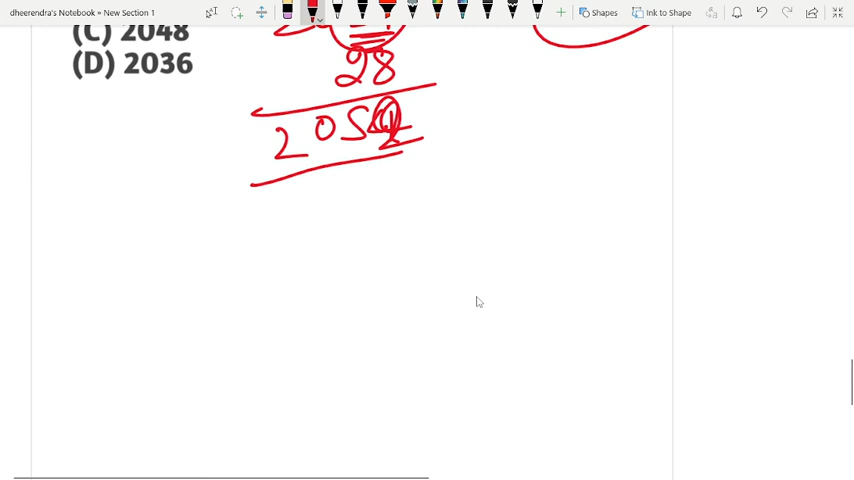 dheerendra's Notebook » New Section 1
Shapes
Ink to Shape
(C) 2048
(D) 2036
28
205